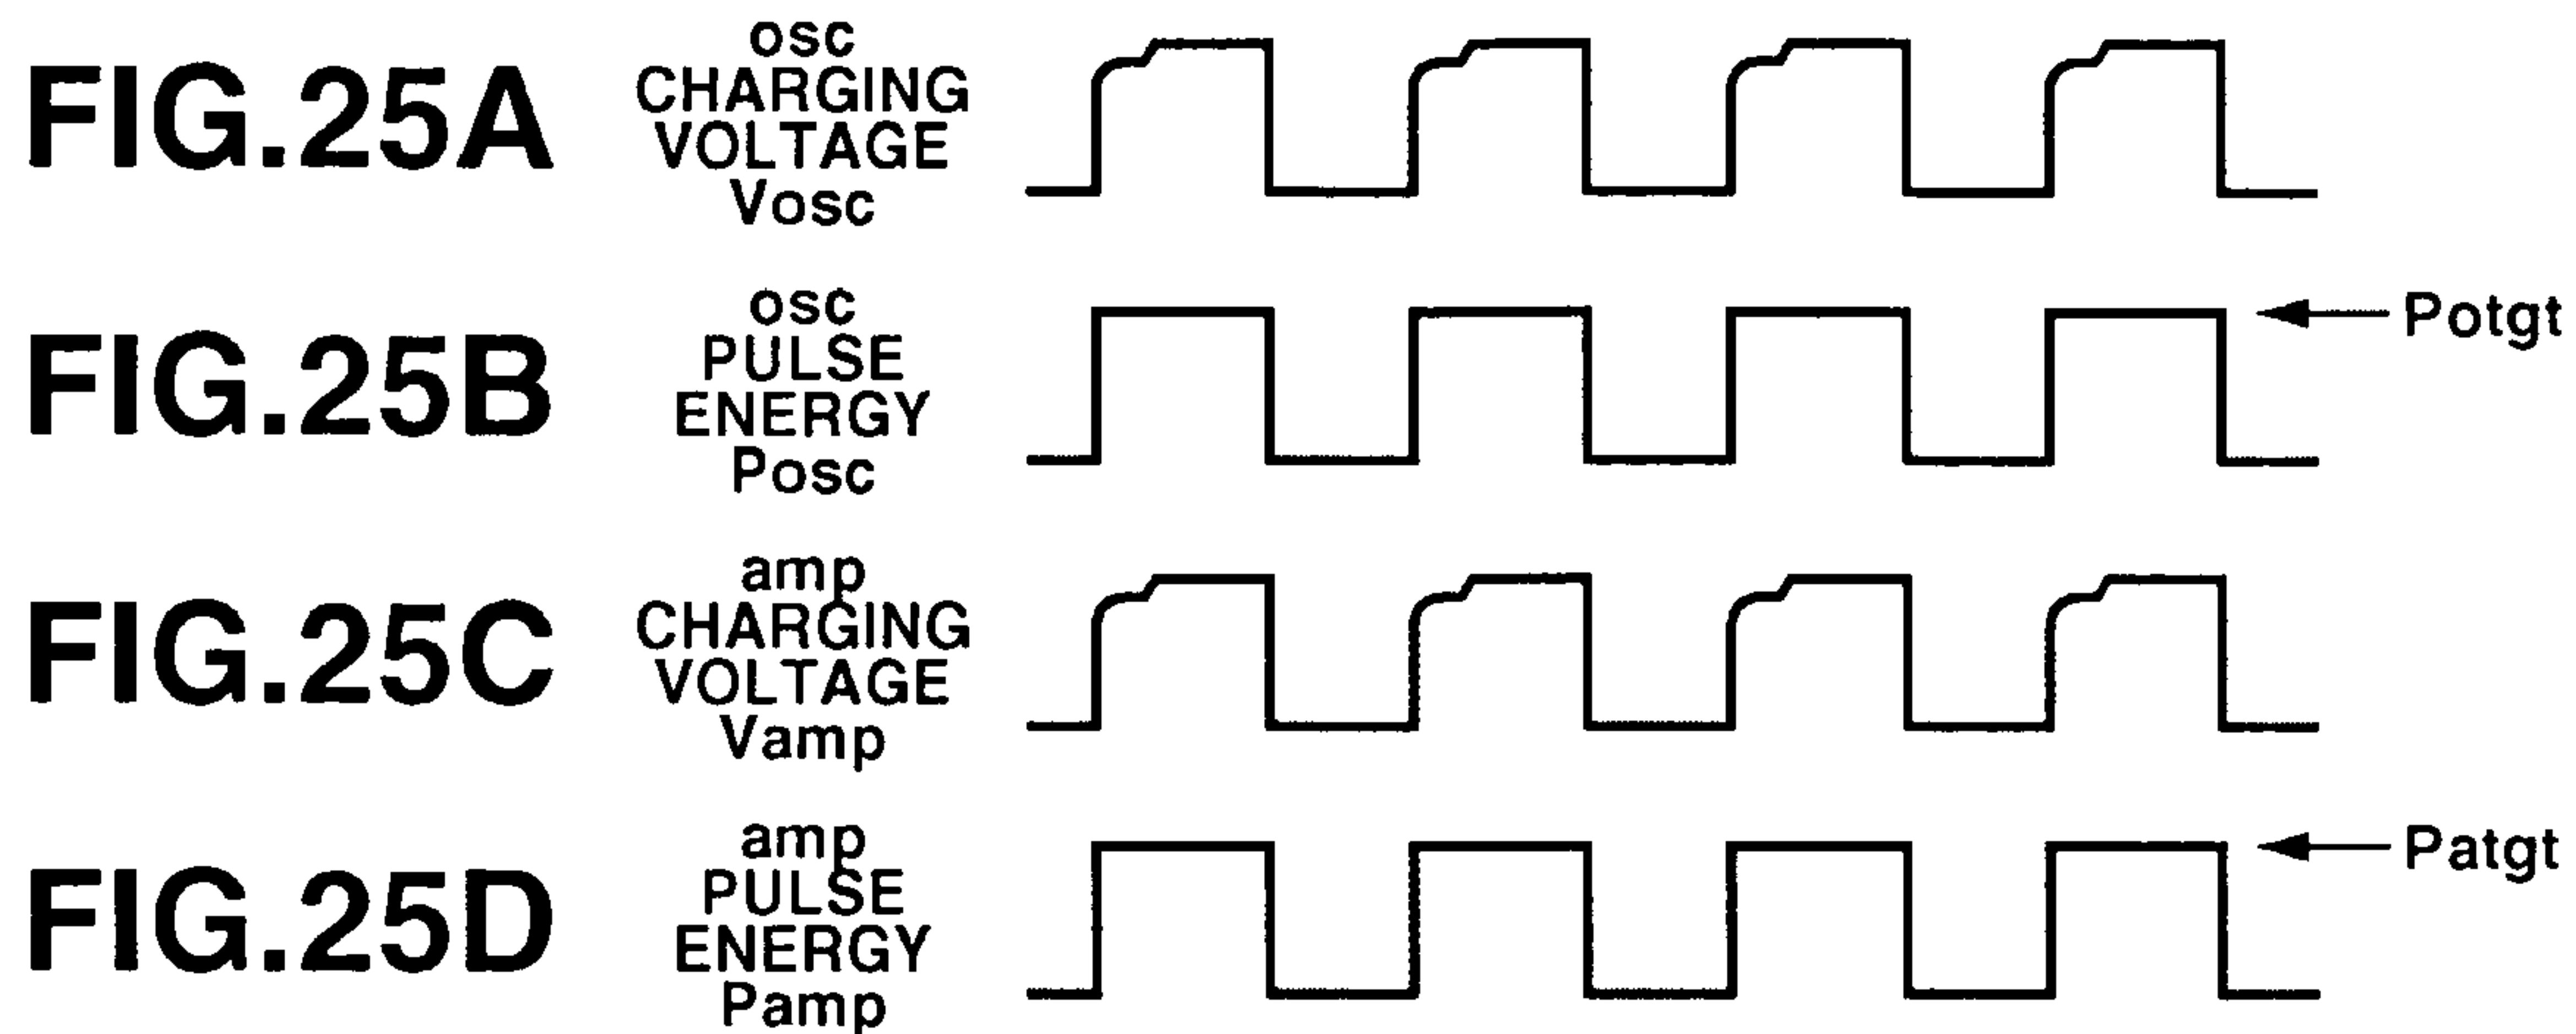 FIG.25A
osc
CHARGING
VOLTAGE
Vosc
FIG.25B
osc
PULSE
ENERGY
Posc
Potgt
FIG.25C
amp
CHARGING
VOLTAGE
Vamp
FIG.25D
amp
PULSE
ENERGY
Pamp
Patgt